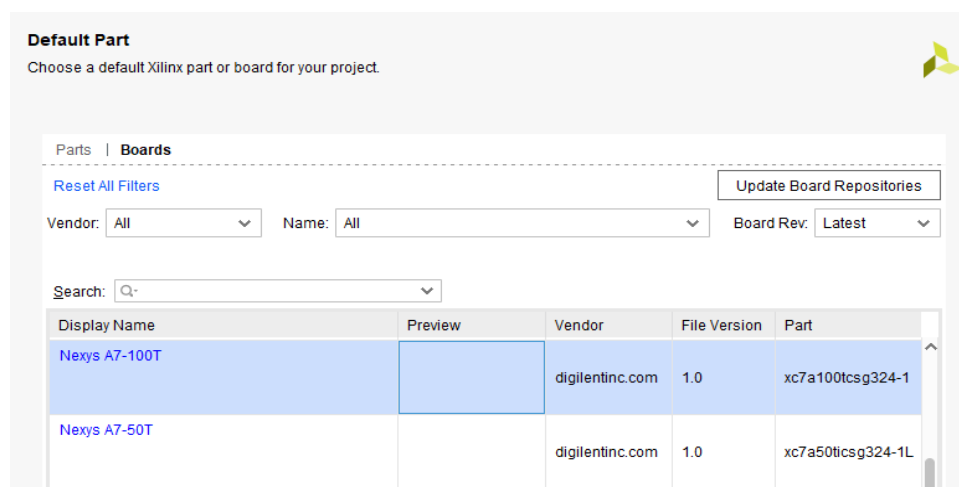 Default Part
Choose a default Xilinx part or board for your project.
Parts | Boards
Reset All Filters
Update Board Repositories
Vendor: All
Name: All
Board Rev: Latest
Search:
Display Name Preview Vendor File Version Part
Nexys A7-100T
digilentinc.com 1.0 xc7a100tcsg324-1
Nexys A7-50T
digilentinc.com 1.0 xc7a50ticsg324-1L